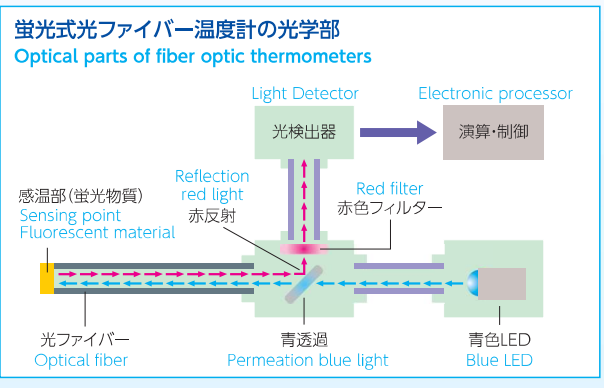 蛍光式光ファイバー温度計の光学部
Optical parts of fiber optic thermometers
Light Detector
光検出器
Electronic processor
演算・制御
感温部（蛍光物質）
Sensing point
Fluorescent material
Reflection
red light
赤反射
Red filter
赤色フィルター
光ファイバー
Optical fiber
青透過
Permeation blue light
青色LED
Blue LED